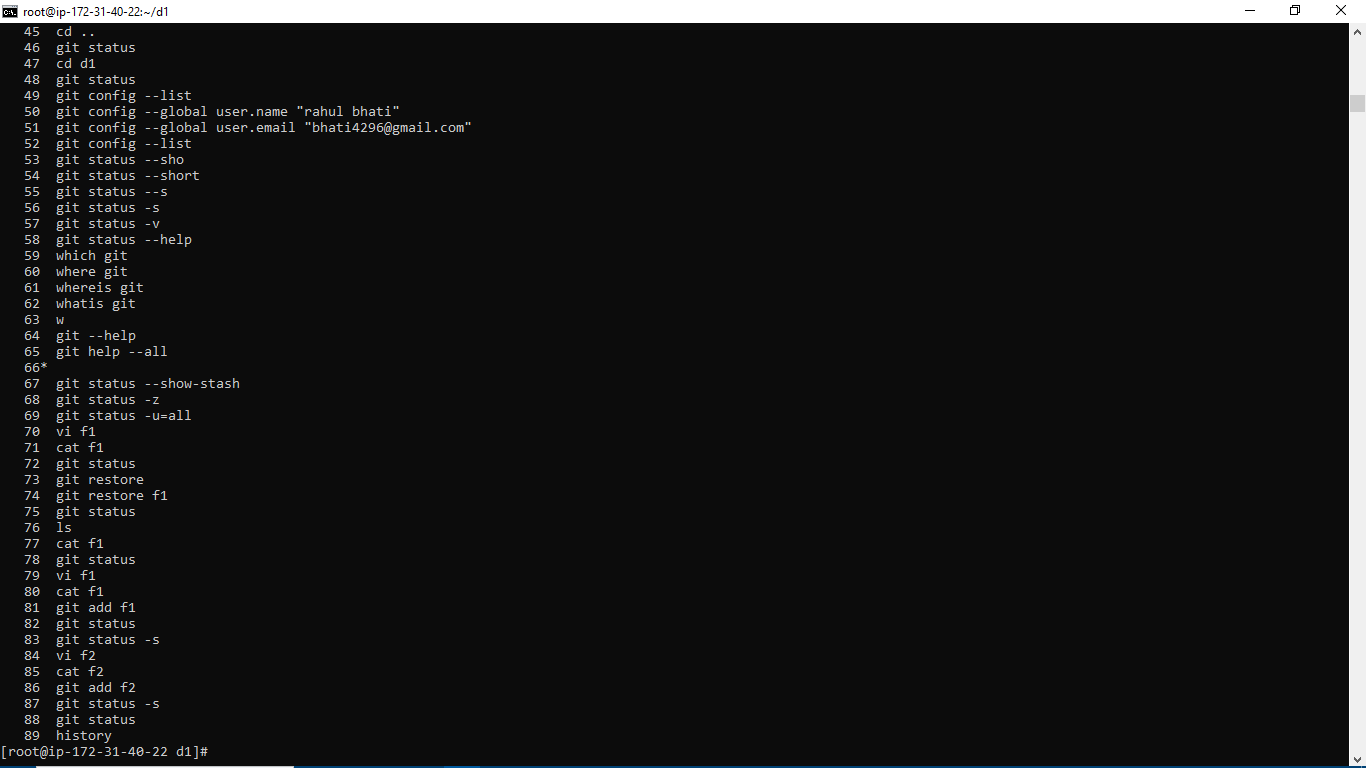 root@ip-172-31-40-22:~/d1
45 cd ..
46 git status
47 cd d1
48 git status
49 git config --list
50 git config --global user.name "rahul bhati"
51 git config --global user.email "bhati4296@gmail.com"
52 git config --list
53 git status --sho
54 git status --short
55 git status --s
56 git status -s
57 git status -v
58 git status --help
59 which git
60 where git
61 whereis git
62 whatis git
63 w
64 git --help
65 git help --all
66*
67 git status --show-stash
68 git status -z
69 git status -u=all
70 vi f1
71 cat f1
72 git status
73 git restore
74 git restore f1
75 git status
76 ls
77 cat f1
78 git status
79 vi f1
80 cat f1
81 git add f1
82 git status
83 git status -s
84 vi f2
85 cat f2
86 git add f2
87 git status -s
88 git status
89 history
[root@ip-172-31-40-22 d1]#